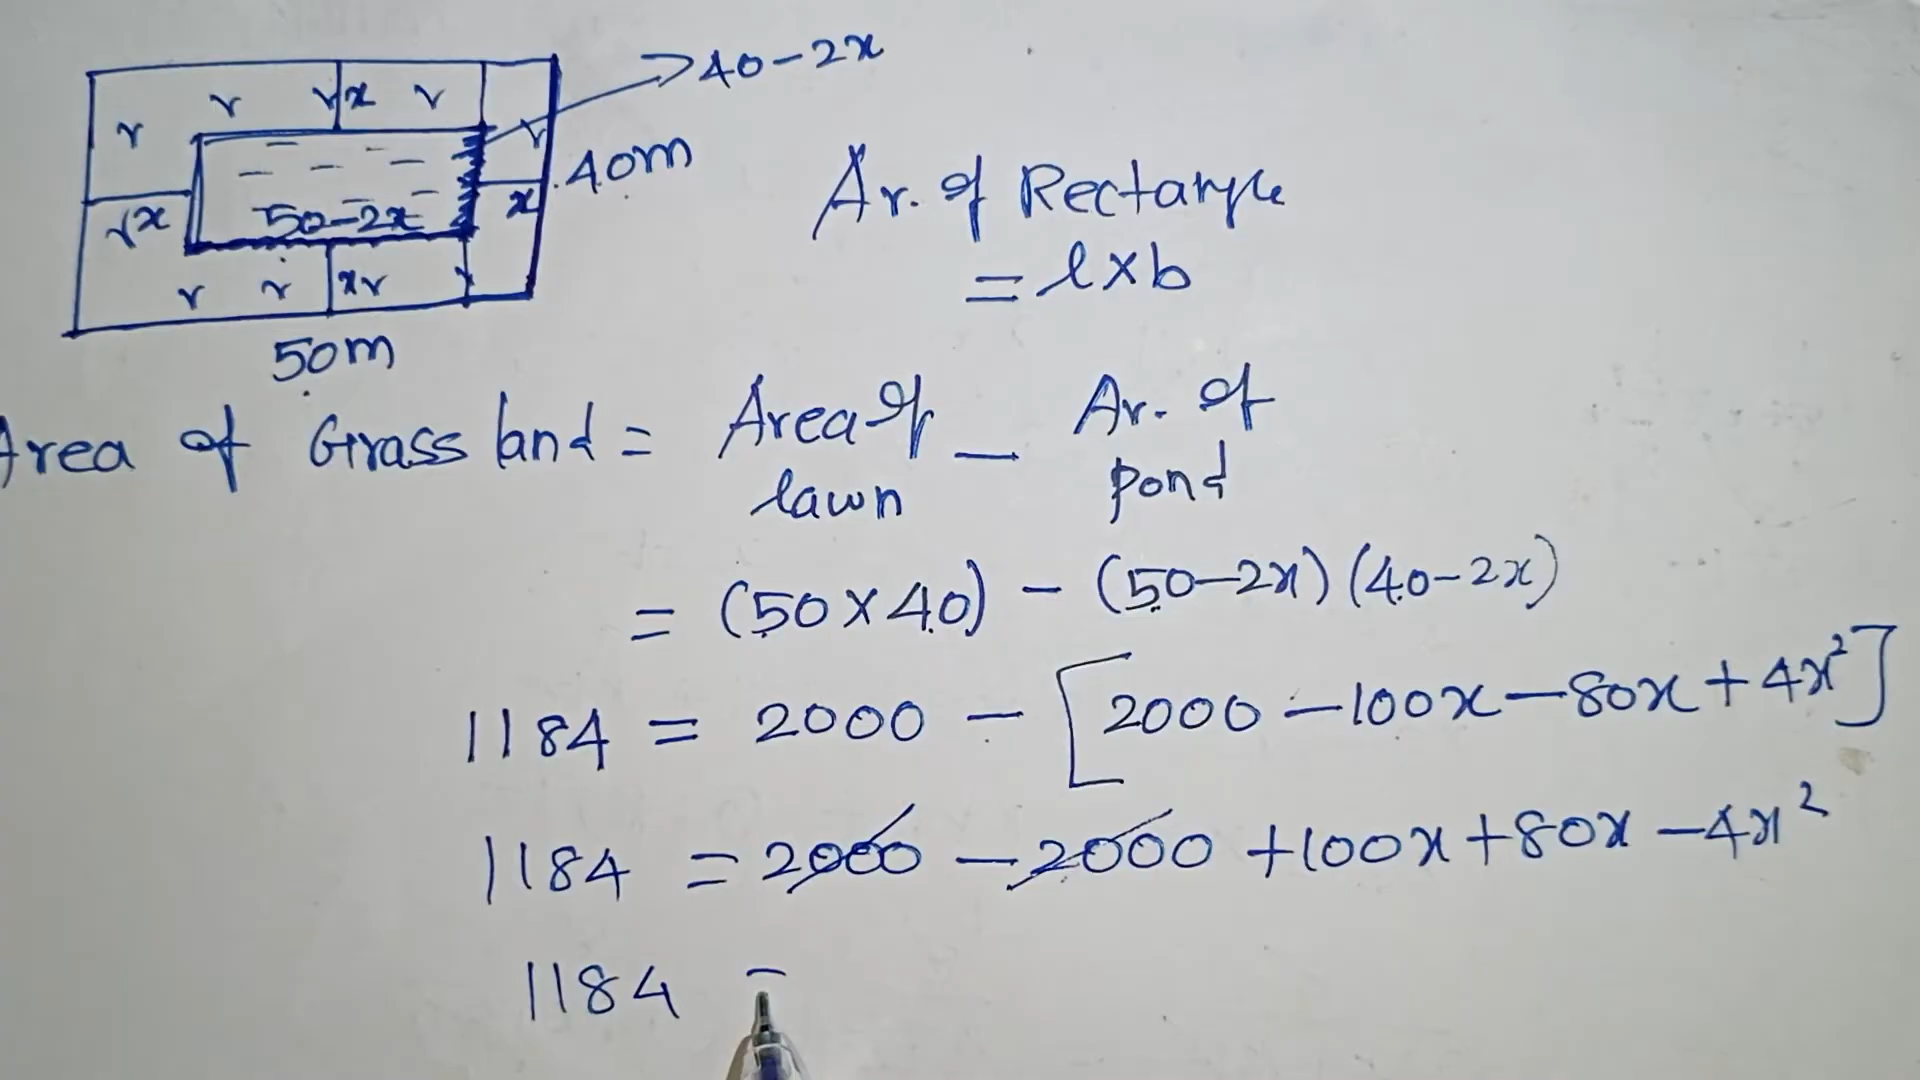 40-2x
r r √x r
r r
40m
√x 50-2x x
r r xr r
50m
Ar. of Rectangle
= l×b
Area of Grass land = Area of lawn - Ar. of pond
= (50×40) - (50-2x)(40-2x)
1184 = 2000 - [2000-100x-80x+4x²]
1184 = 2000 - 2000 +100x+80x-4x²
1184 =